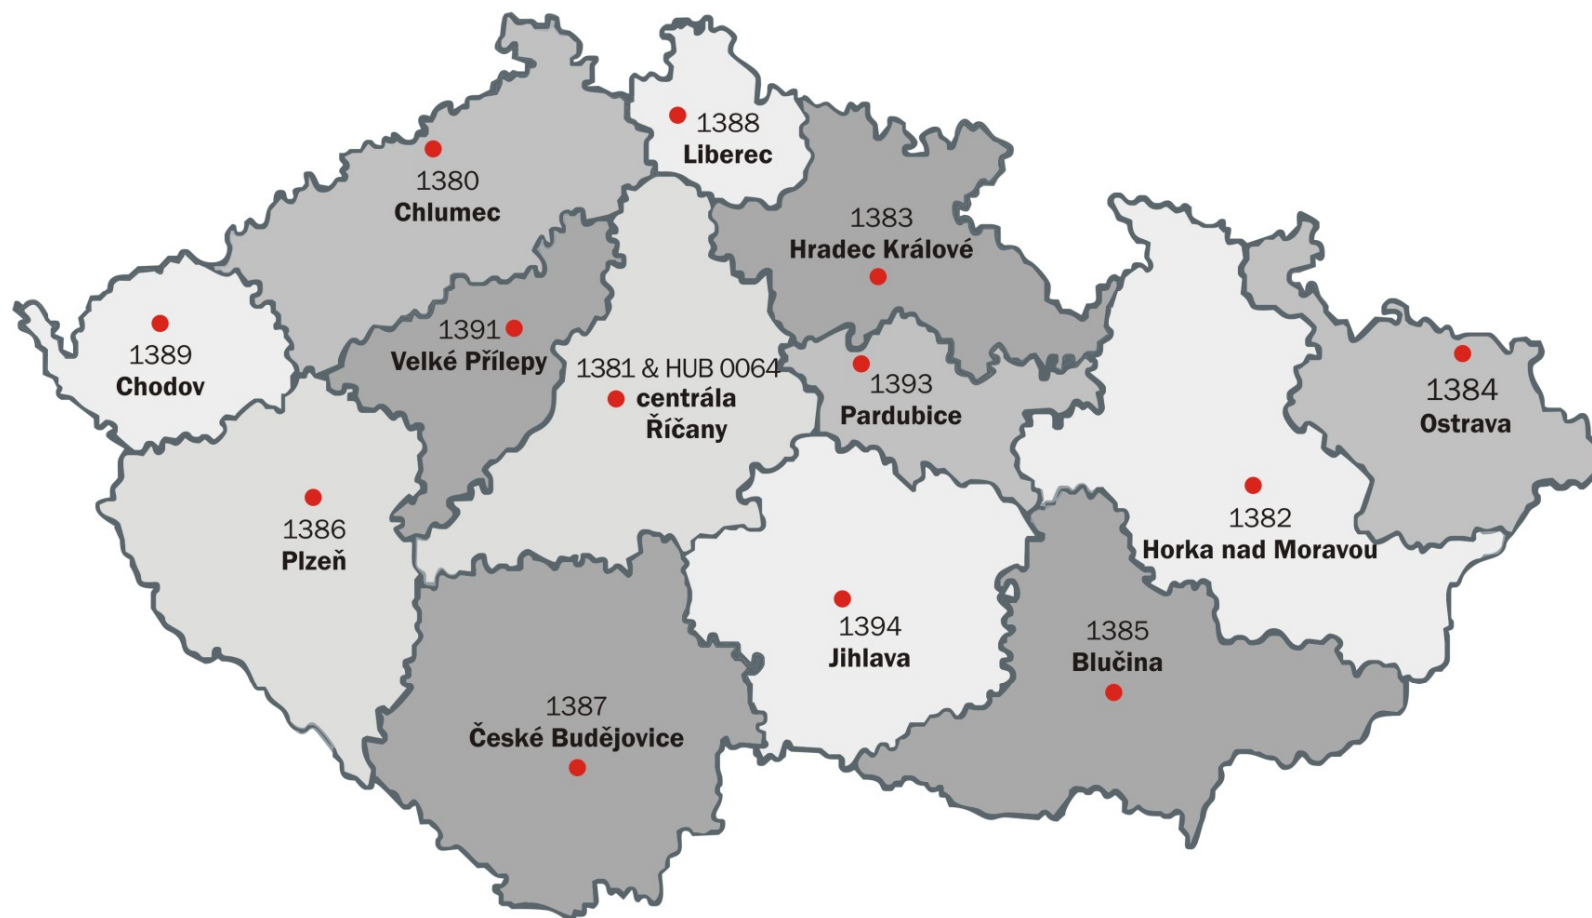 1388
Liberec
1380
Chlumec
1383
Hradec Králové
1391
Velké Přílepy
1389
Chodov
1381 & HUB 0064
centrála
Říčany
1393
Pardubice
1384
Ostrava
1386
Plzeň
1382
Horka nad Moravou
1394
Jihlava
1385
Blučina
1387
České Budějovice